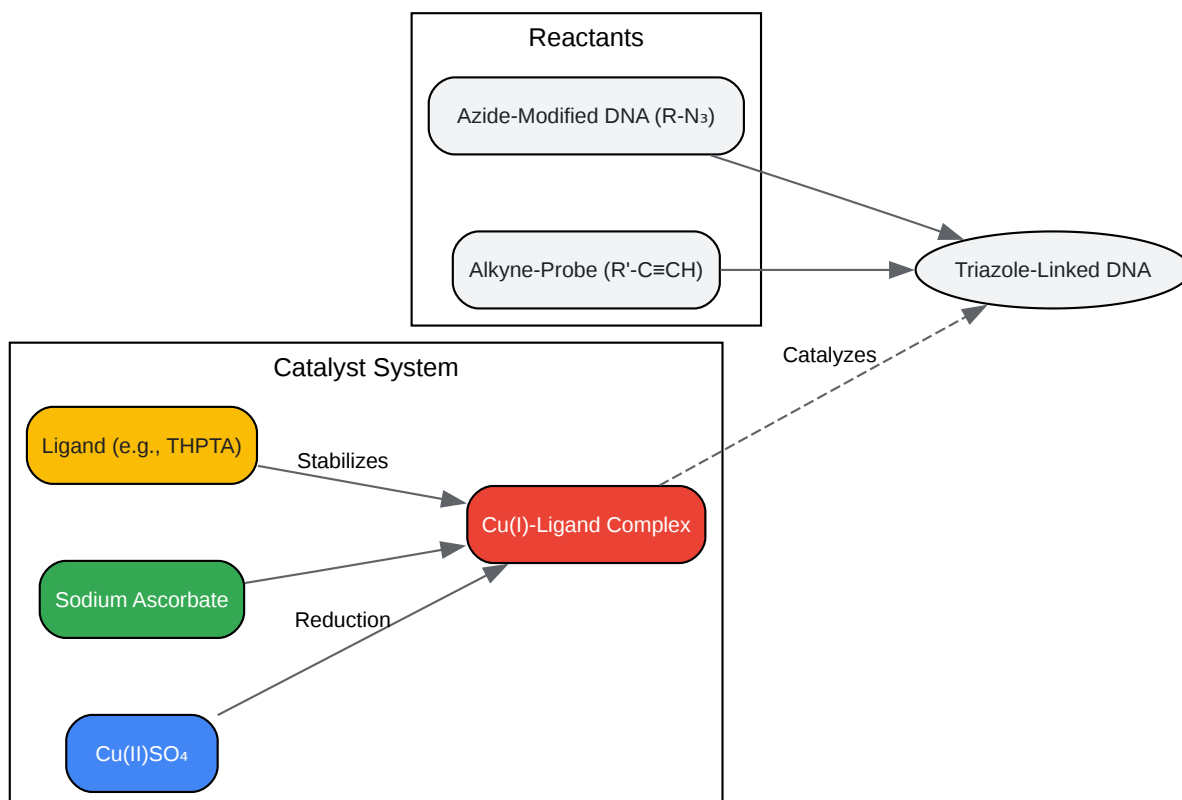 Reactants
Azide-Modified DNA (R-N₃)
Alkyne-Probe (R'-C≡CH)
Triazole-Linked DNA
Catalyzes
Catalyst System
Ligand (e.g., THPTA)
Stabilizes
Cu(I)-Ligand Complex
Sodium Ascorbate
Reduction
Cu(II)SO₄